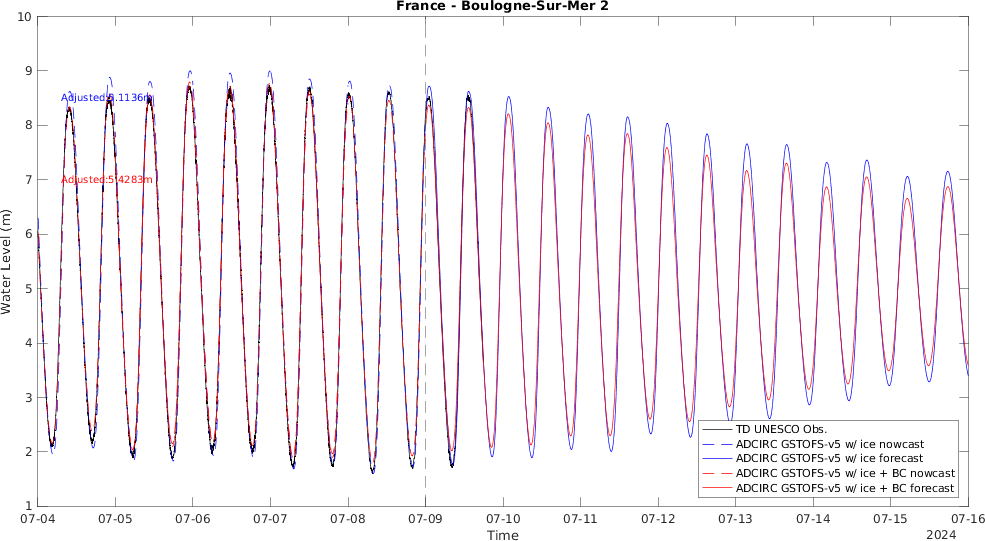 France - Boulogne-Sur-Mer 2
10
9
8
7
6
5
4
3
2
1
Water Level (m)
Adjusted:5.4283m
07-04
07-05
07-06
07-07
07-08
07-09
07-10
07-11
07-12
07-13
07-14
07-15
07-16
Time
2024
TD UNESCO Obs.
ADCIRC GSTOFS-v5 w/ ice nowcast
ADCIRC GSTOFS-v5 w/ ice forecast
ADCIRC GSTOFS-v5 w/ ice + BC nowcast
ADCIRC GSTOFS-v5 w/ ice + BC forecast